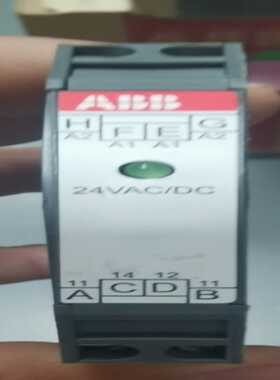 ABB
H F E G
A2 A1 A1 A2
24VAC/DC
11 14 12 11
A C D B